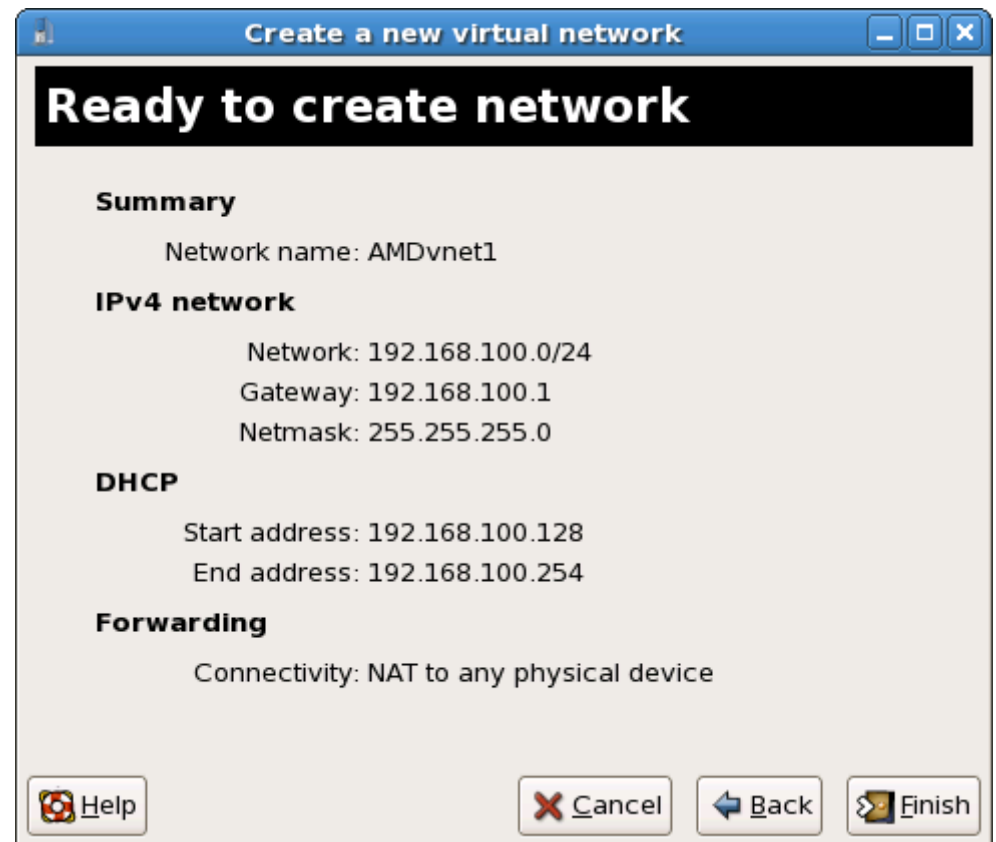 Create a new virtual network
Ready to create network
Summary
Network name: AMDvnet1
IPv4 network
Network: 192.168.100.0/24
Gateway: 192.168.100.1
Netmask: 255.255.255.0
DHCP
Start address: 192.168.100.128
End address: 192.168.100.254
Forwarding
Connectivity: NAT to any physical device
Help Cancel Back Finish